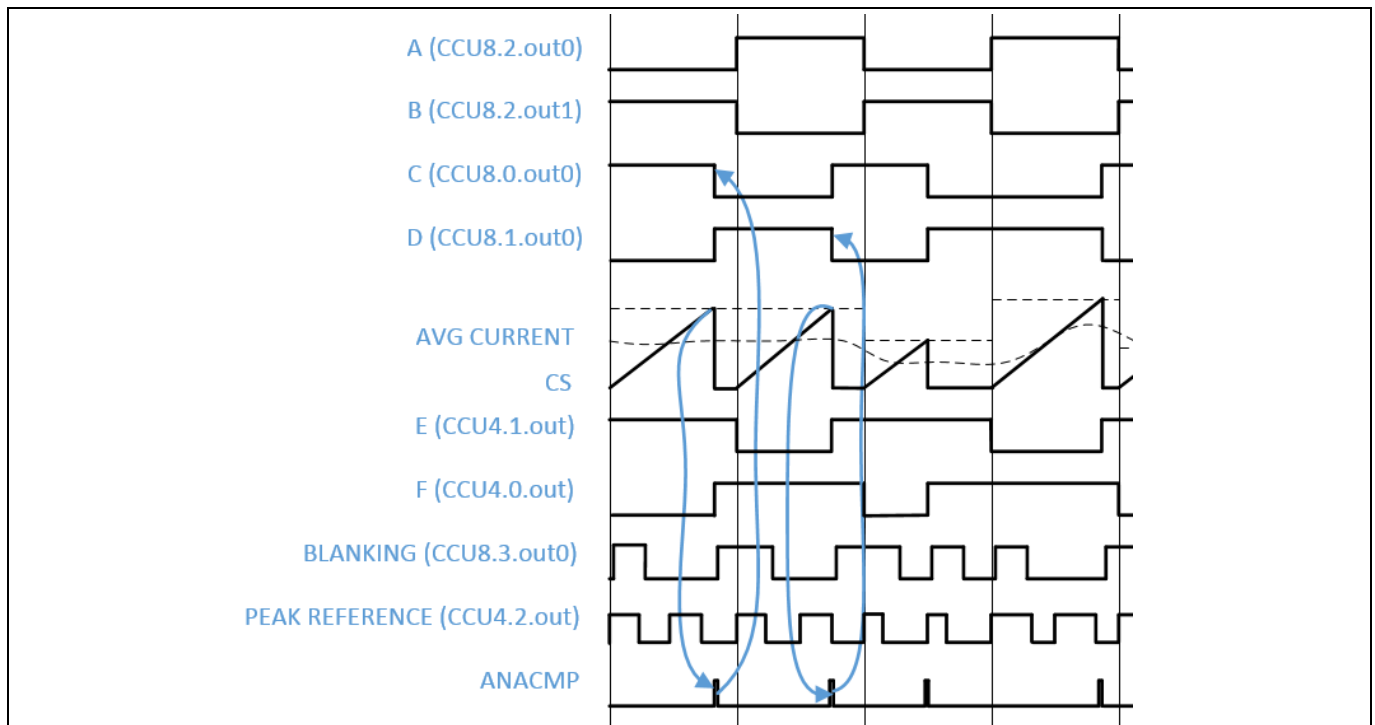 A (CCU8.2.out0)
B (CCU8.2.out1)
C (CCU8.0.out0)
D (CCU8.1.out0)
AVG CURRENT
CS
E (CCU4.1.out)
F (CCU4.0.out)
BLANKING (CCU8.3.out0)
PEAK REFERENCE (CCU4.2.out)
ANACMP